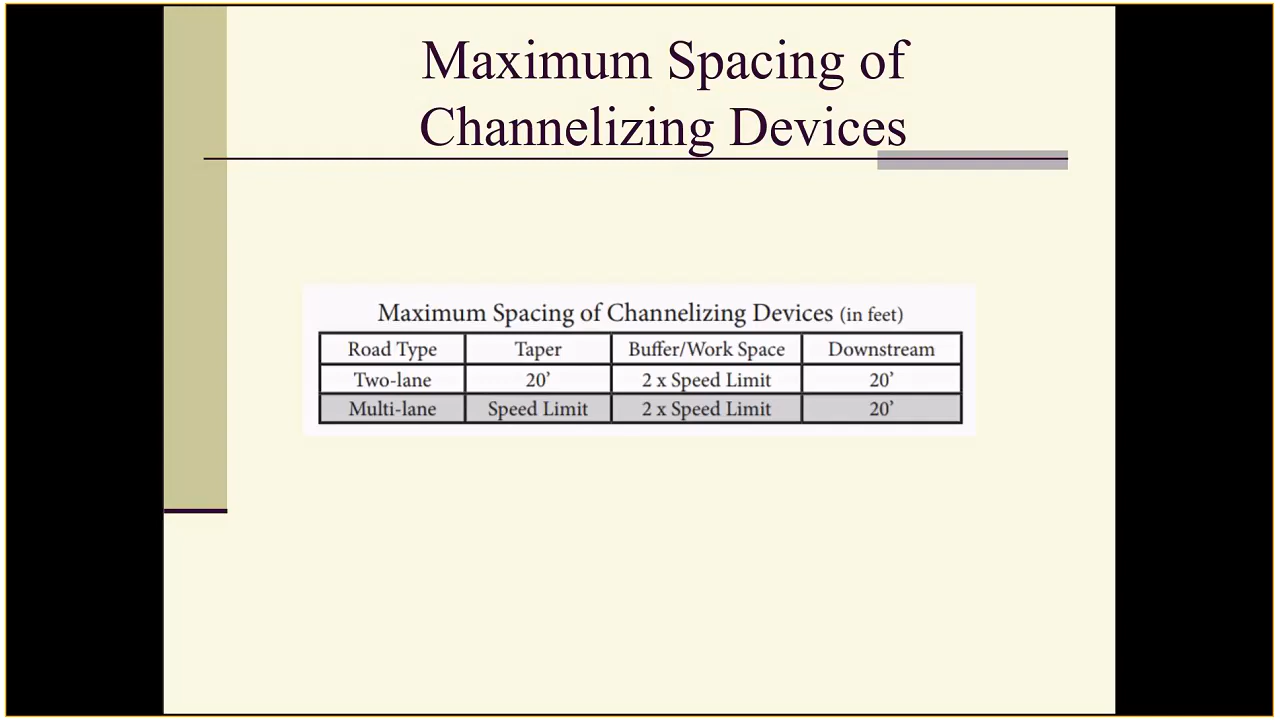 Maximum Spacing of
Channelizing Devices
Maximum Spacing of Channelizing Devices (in feet)
Road Type Taper Buffer/Work Space Downstream
Two-lane 20’ 2 x Speed Limit 20’
Multi-lane Speed Limit 2 x Speed Limit 20’